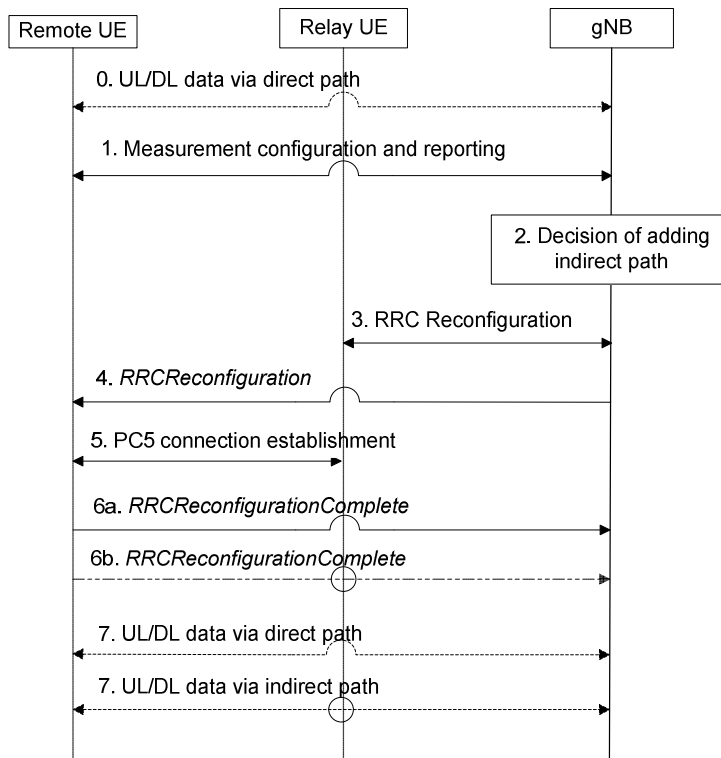 Remote UE
Relay UE
gNB
0. UL/DL data via direct path
1. Measurement configuration and reporting
2. Decision of adding
indirect path
3. RRC Reconfiguration
4. RRCReconfiguration
5. PC5 connection establishment
6a. RRCReconfigurationComplete
6b. RRCReconfigurationComplete
7. UL/DL data via direct path
7. UL/DL data via indirect path